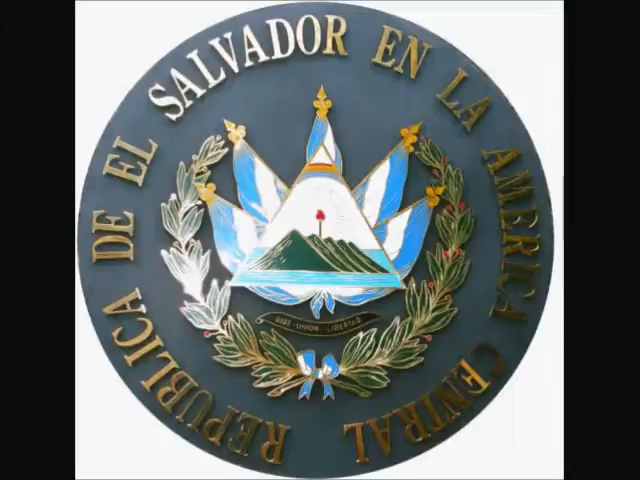 REPUBLICA DE EL SALVADOR EN LA AMERICA CENTRAL
DIOS UNION LIBERTAD